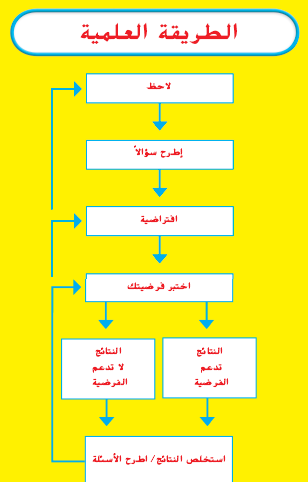 الطريقة العلمية
لاحظ
إطرح سؤالاً
افتراضية
اختبر فرضيتك
النتائج
تدعم
الفرضية
النتائج
لا تدعم
الفرضية
استخلص النتائج/ اطرح الأسئلة